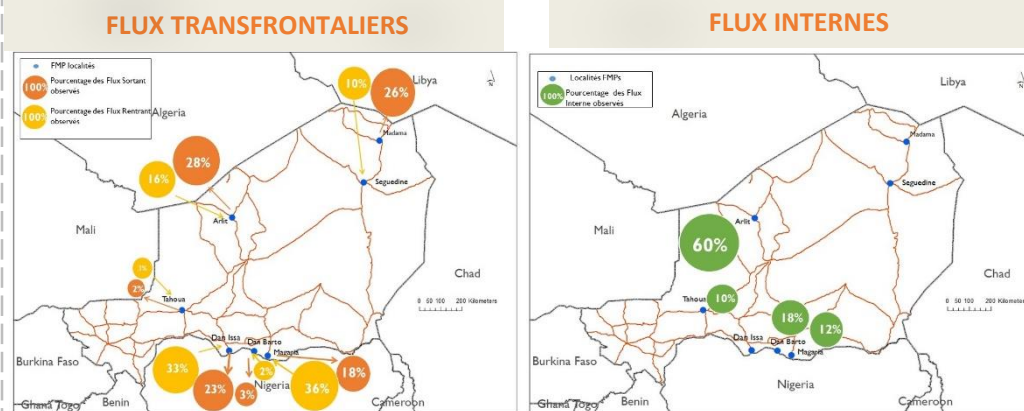 FLUX TRANSFRONTALIERS
FMP localités
100% Pourcentage des Flux Sortant
observés
100% Pourcentage des Flux Rentrant
observés
Algeria
Libya
10%
26%
Madama
28%
16%
Seguedine
Arlit
Mali
Chad
1%
2%
Tahoua
0 50 100 200 Kilometers
Dan Issa
Dan Barto
Magaria
Burkina Faso
33%
23%
3%
2%
Nigeria
36%
18%
Ghana
Togo
Benin
Cameroon
FLUX INTERNES
Localités FMPs
100% Pourcentage des Flux
Interne observés
Algeria
Libya
Madama
Seguedine
Arlit
Mali
60%
Chad
Tahoua
10%
18%
12%
0 50 100 200 Kilometers
Dan Issa
Dan Barto
Magaria
Burkina Faso
Nigeria
Ghana
Togo
Benin
Cameroon